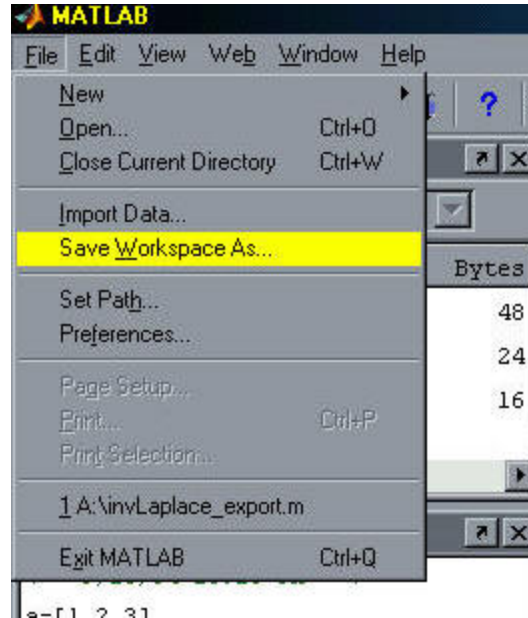 MATLAB
File Edit View Web Window Help
New
Open... Ctrl+O
Close Current Directory Ctrl+W
Import Data...
Save Workspace As...
Bytes
Set Path...
48
Preferences...
24
Page Setup...
16
Print... Ctrl+P
Print Selection...
1 A:\invLaplace_export.m
Exit MATLAB Ctrl+Q
a=[1 2 3]